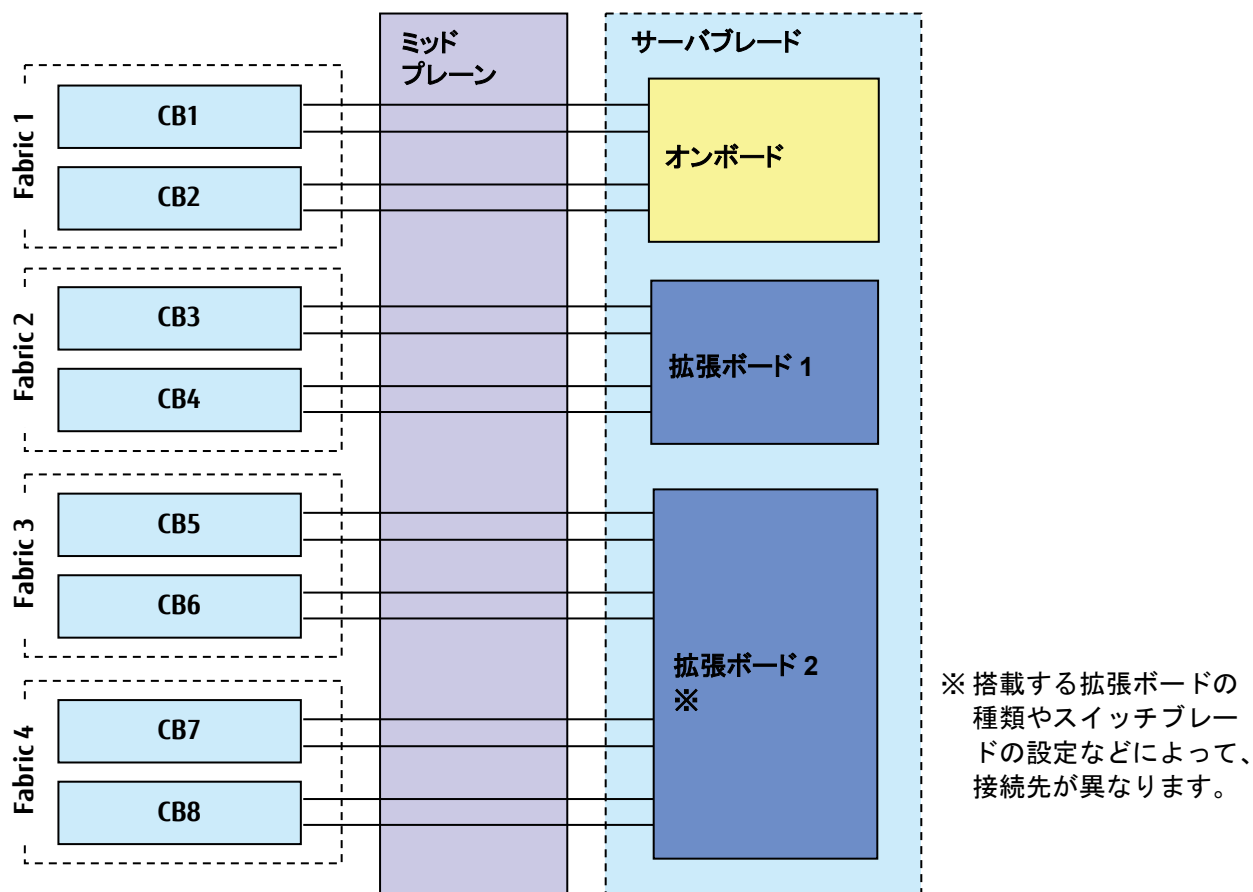 ミッド
プレーン
サーバブレード
Fabric 1
CB1
CB2
オンボード
Fabric 2
CB3
CB4
拡張ボード 1
Fabric 3
CB5
CB6
拡張ボード 2
※
Fabric 4
CB7
CB8
※ 搭載する拡張ボードの
種類やスイッチブレー
ドの設定などによって、
接続先が異なります。